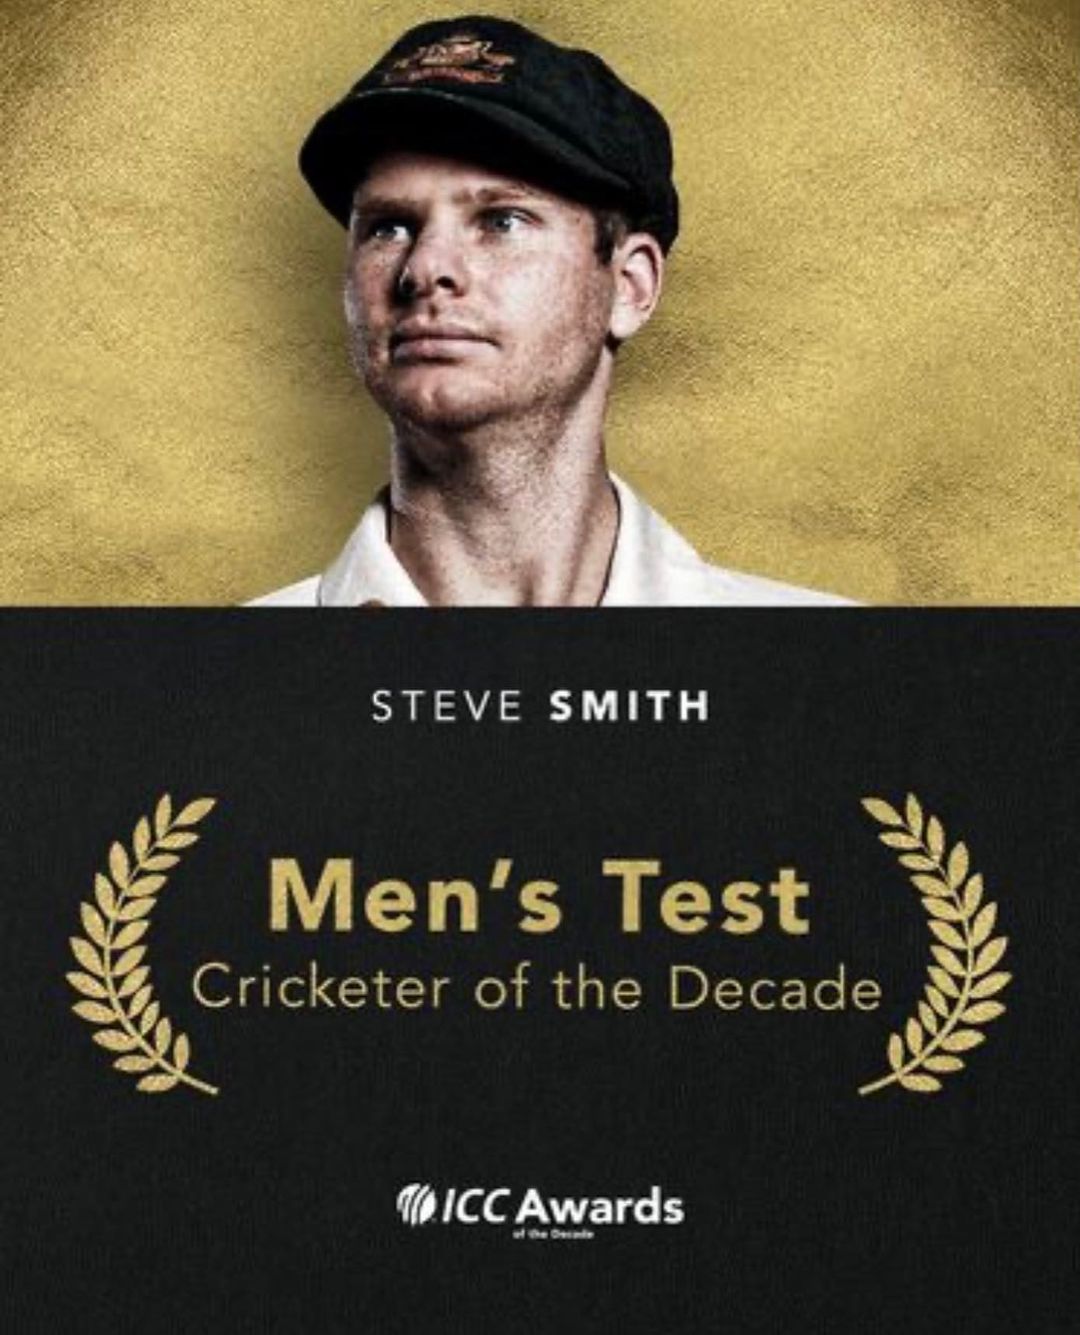 STEVE SMITH
Men's Test
Cricketer of the Decade
ICC Awards
of the Decade